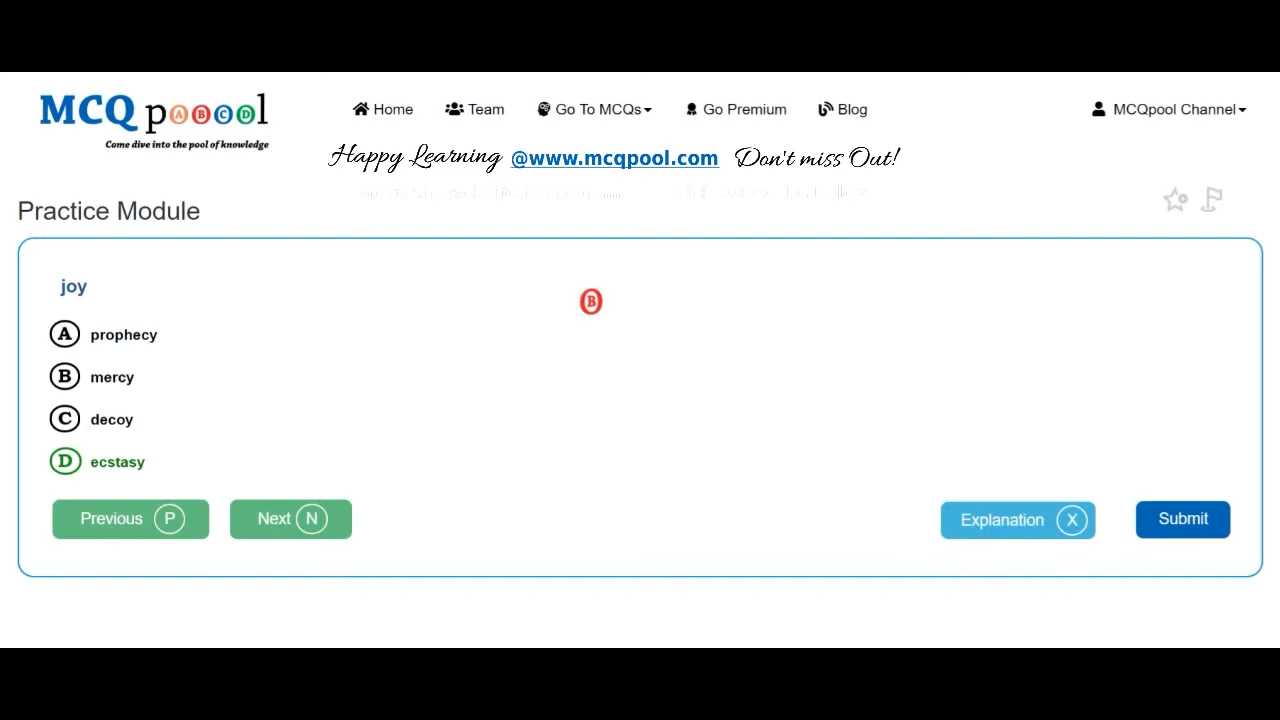 MCQ pABCDl
Come dive into the pool of knowledge
Home Team Go To MCQs Go Premium Blog MCQpool Channel
Happy Learning @www.mcqpool.com Don't miss Out!
Practice Module
joy
B
A prophecy
B mercy
C decoy
D ecstasy
Previous P Next N Explanation X Submit